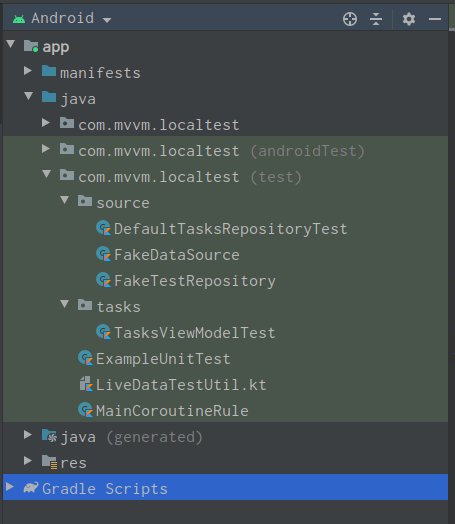 Android
app
manifests
java
com.mvvm.localtest
com.mvvm.localtest (androidTest)
com.mvvm.localtest (test)
source
DefaultTasksRepositoryTest
FakeDataSource
FakeTestRepository
tasks
TasksViewModelTest
ExampleUnitTest
LiveDataTestUtil.kt
MainCoroutineRule
java (generated)
res
Gradle Scripts